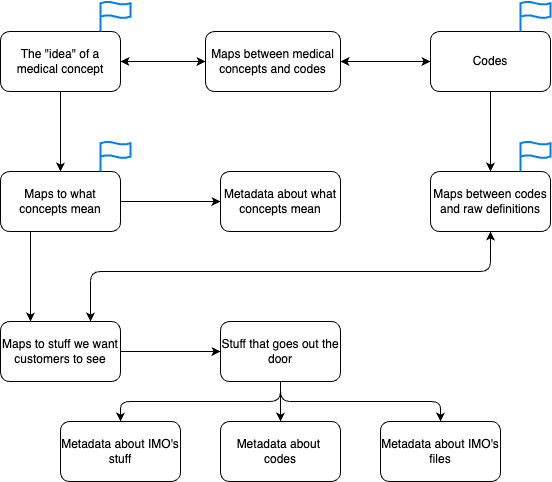 The "idea" of a
medical concept
Maps between medical
concepts and codes
Codes
Maps to what
concepts mean
Metadata about what
concepts mean
Maps between codes
and raw definitions
Maps to stuff we want
customers to see
Stuff that goes out the
door
Metadata about IMO's
stuff
Metadata about
codes
Metadata about IMO's
files